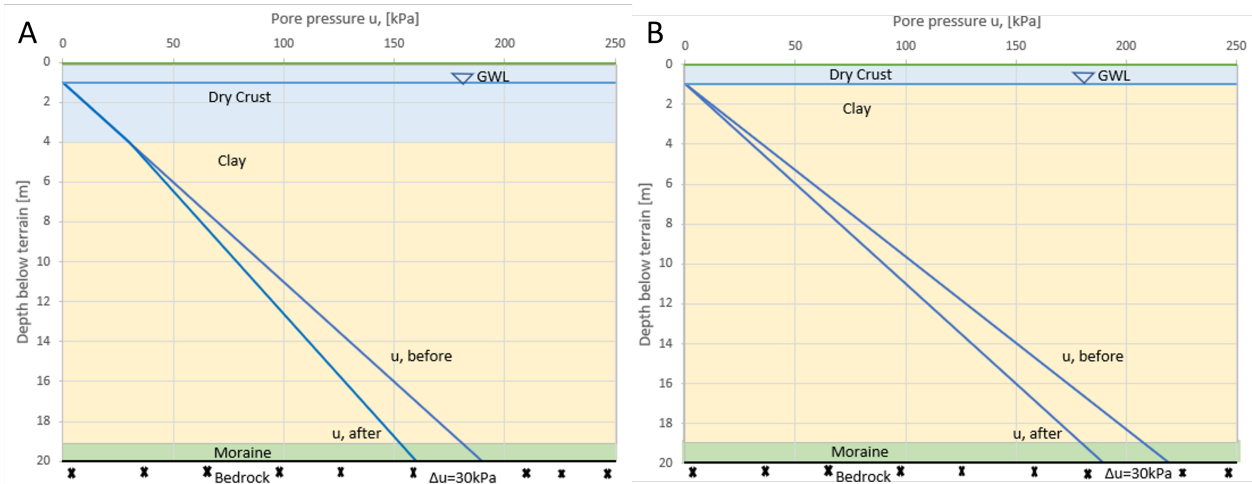 A
Pore pressure u, [kPa]
0 50 100 150 200 250
0
2
4
6
8
10
12
14
16
18
20
Depth below terrain [m]
GWL
Dry Crust
Clay
u, before
u, after
Moraine
Bedrock
Δu=30kPa
B
Pore pressure u, [kPa]
0 50 100 150 200 250
0
2
4
6
8
10
12
14
16
18
20
Depth below terrain [m]
Dry Crust
GWL
Clay
u, before
u, after
Moraine
Bedrock
Δu=30kPa